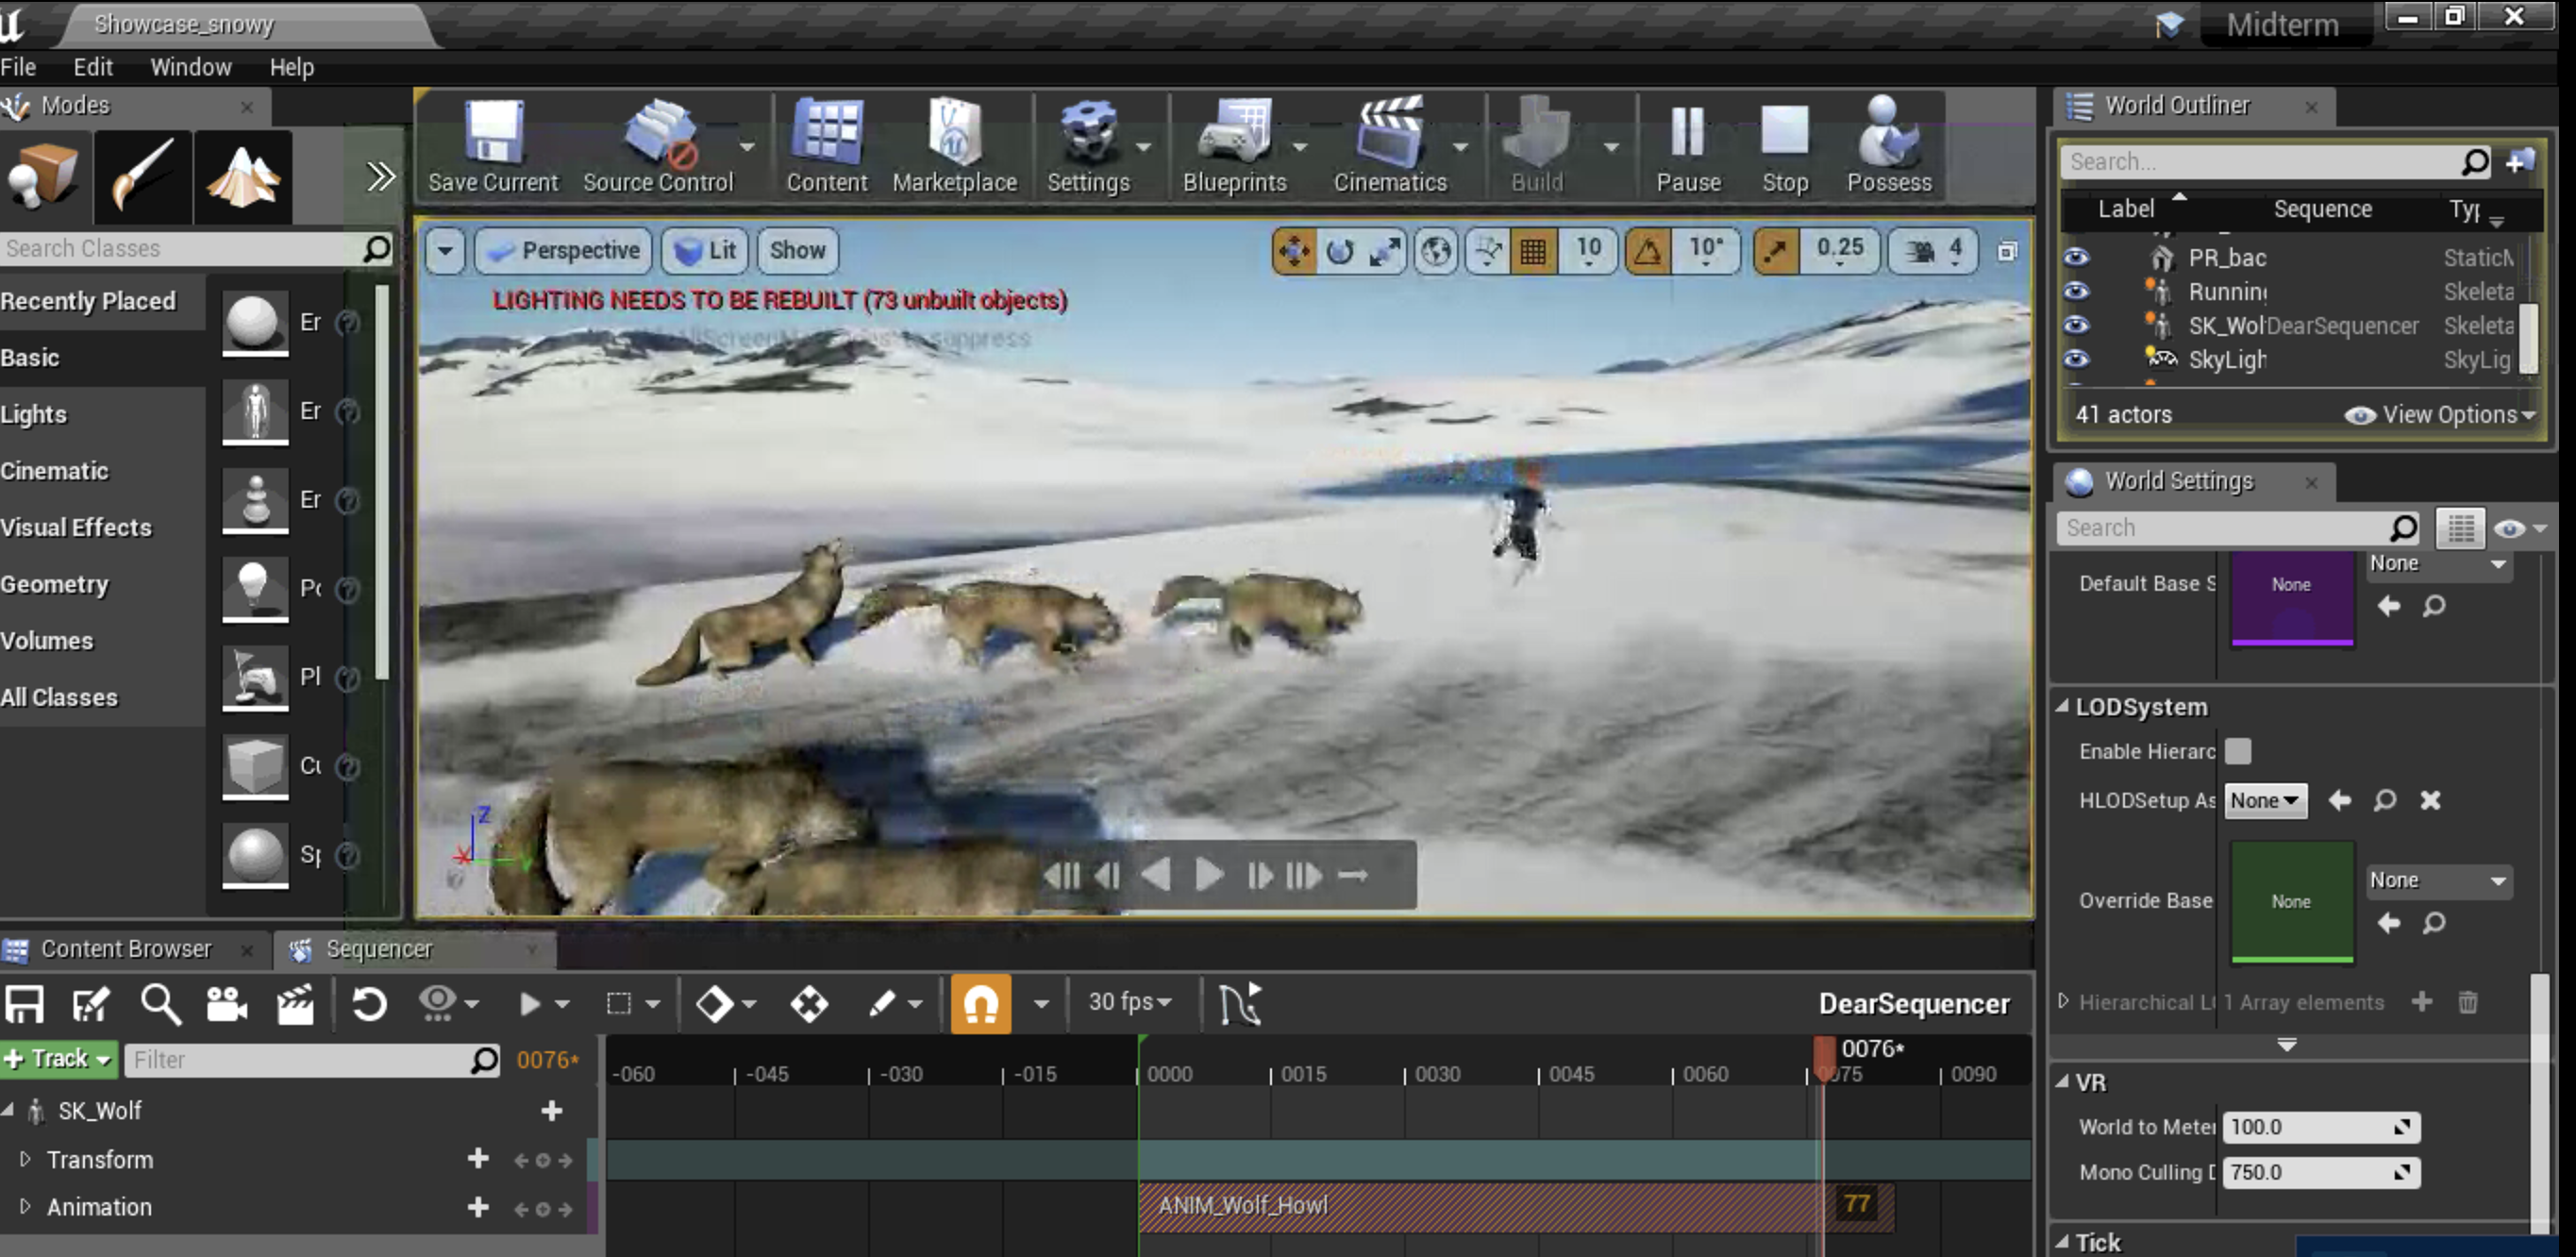 Showcase_snowy
Midterm
File Edit Window Help
Modes
Save Current
Source Control
Content
Marketplace
Settings
Blueprints
Cinematics
Build
Pause
Stop
Possess
Search Classes
Recently Placed
Basic
Lights
Cinematic
Visual Effects
Geometry
Volumes
All Classes
Er
Er
Er
Pl
Perspective
Lit
Show
10
10°
0.25
4
LIGHTING NEEDS TO BE REBUILT (73 unbuilt objects)
suppress
Z
World Outliner
Search...
Label Sequence Typ
PR_bac StaticM
Running Skeleta
SK_Wol DearSequencer Skeleta
SkyLigh SkyLig
41 actors
View Options
World Settings
Search
Default Base S
None
None
LODSystem
Enable Hierarc
HLODSetup As
None
Override Base
None
None
Hierarchical L 1 Array elements
VR
World to Meter 100.0
Mono Culling D 750.0
Tick
Content Browser
Sequencer
30 fps
DearSequencer
+ Track
Filter
0076*
-060 -045 -030 -015 0000 0015 0030 0045 0060 0075 0090
0076*
SK_Wolf
Transform
Animation
ANIM_Wolf_Howl
77